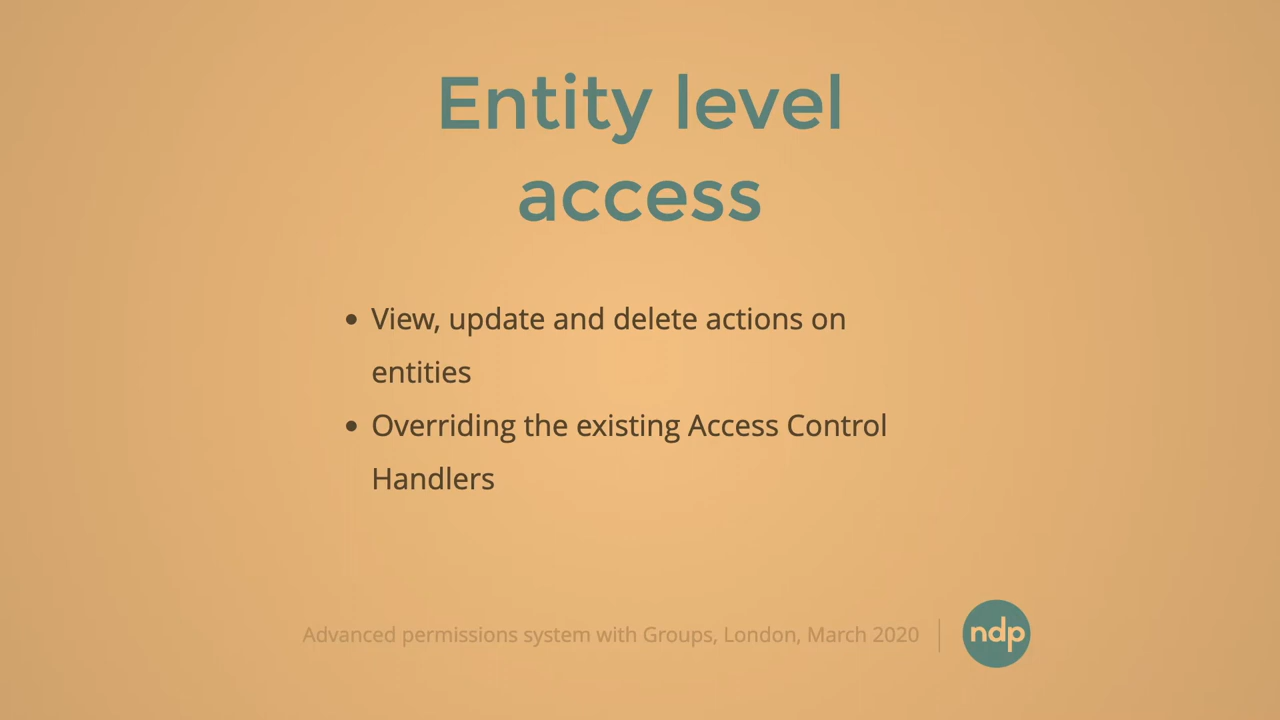 Entity level
access
• View, update and delete actions on
entities
• Overriding the existing Access Control
Handlers
Advanced permissions system with Groups, London, March 2020
ndp